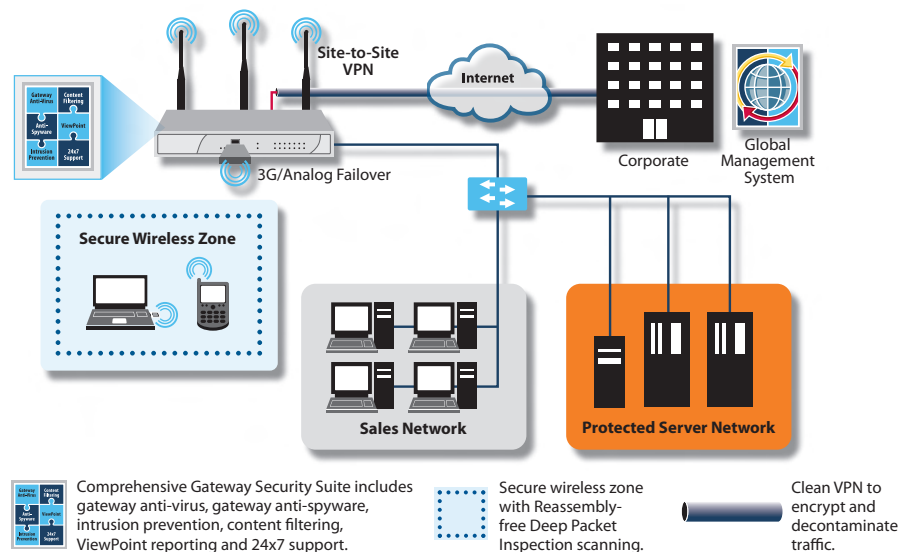 Site-to-Site
VPN
Internet
Gateway
Anti-Virus
Content
Filtering
Anti-
Spyware
ViewPoint
Intrusion
Prevention
24x7
Support
3G/Analog Failover
Corporate
Global
Management
System
Secure Wireless Zone
Sales Network
Protected Server Network
Gateway
Anti-Virus
Content
Filtering
Anti-
Spyware
ViewPoint
Intrusion
Prevention
24x7
Support
Comprehensive Gateway Security Suite includes
gateway anti-virus, gateway anti-spyware,
intrusion prevention, content filtering,
ViewPoint reporting and 24x7 support.
Secure wireless zone
with Reassembly-
free Deep Packet
Inspection scanning.
Clean VPN to
encrypt and
decontaminate
traffic.